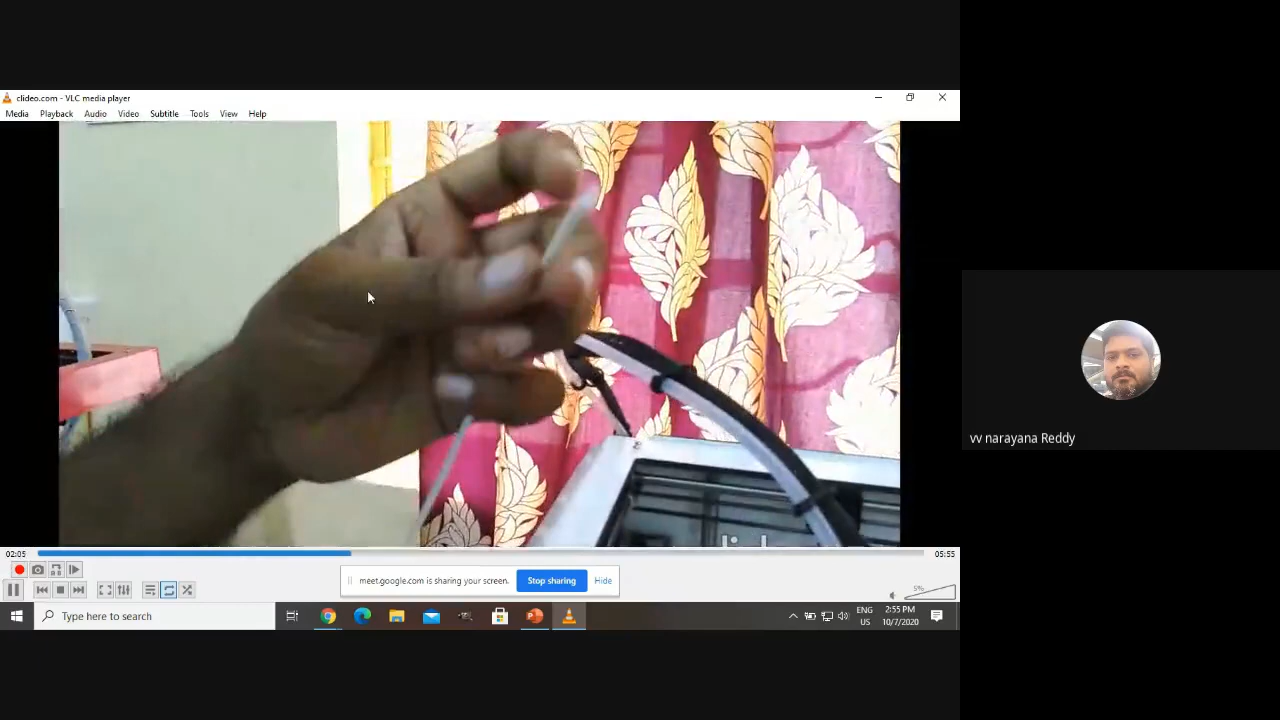 clideo.com - VLC media player
Media Playback Audio Video Subtitle Tools View Help
vv narayana Reddy
02:05
05:55
meet.google.com is sharing your screen. Stop sharing Hide
5%
Type here to search
ENG
US
2:55 PM
10/7/2020